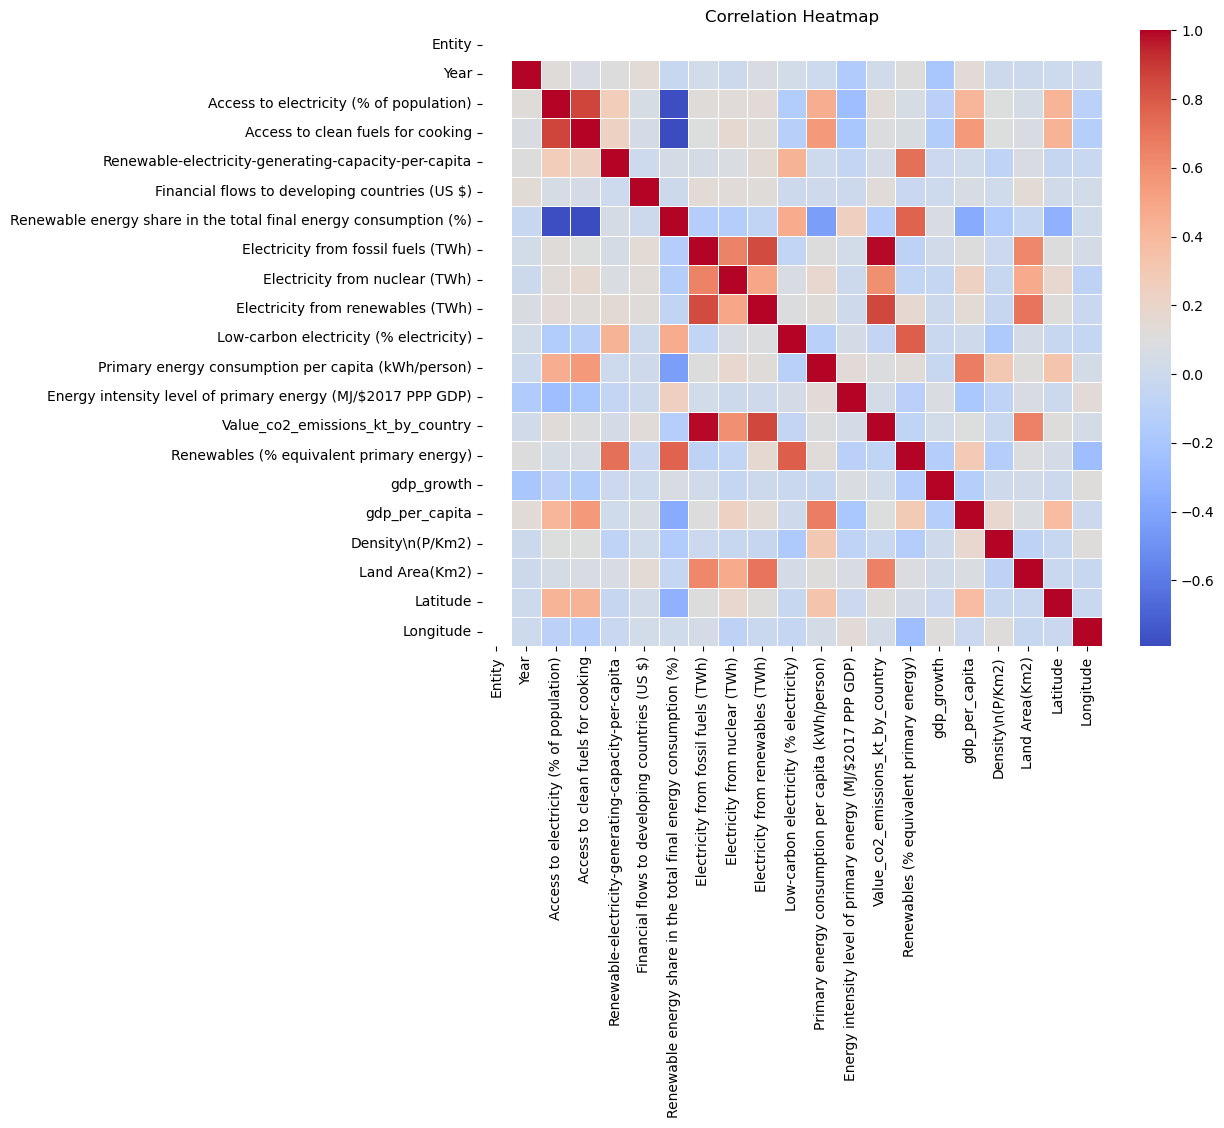 Correlation Heatmap
Entity
Year
Access to electricity (% of population)
Access to clean fuels for cooking
Renewable-electricity-generating-capacity-per-capita
Financial flows to developing countries (US $)
Renewable energy share in the total final energy consumption (%)
Electricity from fossil fuels (TWh)
Electricity from nuclear (TWh)
Electricity from renewables (TWh)
Low-carbon electricity (% electricity)
Primary energy consumption per capita (kWh/person)
Energy intensity level of primary energy (MJ/$2017 PPP GDP)
Value_co2_emissions_kt_by_country
Renewables (% equivalent primary energy)
gdp_growth
gdp_per_capita
Density\n(P/Km2)
Land Area(Km2)
Latitude
Longitude
Entity
Year
Access to electricity (% of population)
Access to clean fuels for cooking
Renewable-electricity-generating-capacity-per-capita
Financial flows to developing countries (US $)
Renewable energy share in the total final energy consumption (%)
Electricity from fossil fuels (TWh)
Electricity from nuclear (TWh)
Electricity from renewables (TWh)
Low-carbon electricity (% electricity)
Primary energy consumption per capita (kWh/person)
Energy intensity level of primary energy (MJ/$2017 PPP GDP)
Value_co2_emissions_kt_by_country
Renewables (% equivalent primary energy)
gdp_growth
gdp_per_capita
Density\n(P/Km2)
Land Area(Km2)
Latitude
Longitude
1.0
0.8
0.6
0.4
0.2
0.0
−0.2
−0.4
−0.6